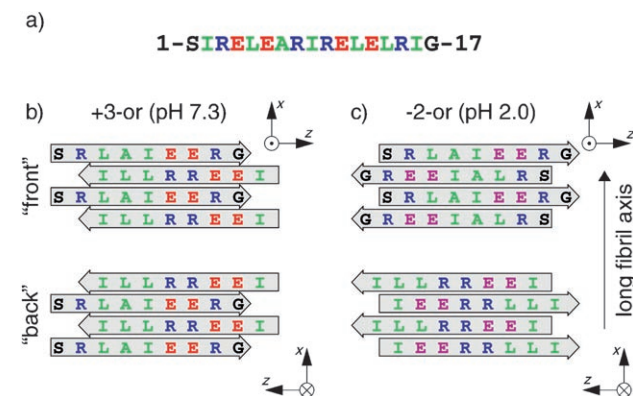 a)
1-SIRELEARIRELELRIG-17
b) +3-or (pH 7.3)
x
z
"front"
S R L A I E E R G
I L L R R E E I
S R L A I E E R G
I L L R R E E I
"back"
I L L R R E E I
S R L A I E E R G
I L L R R E E I
S R L A I E E R G
x
z
c) -2-or (pH 2.0)
x
z
S R L A I E E R G
G R E E I A L R S
S R L A I E E R G
G R E E I A L R S
I L L R R E E I
I E E R R L L I
I L L R R E E I
I E E R R L L I
long fibril axis
x
z